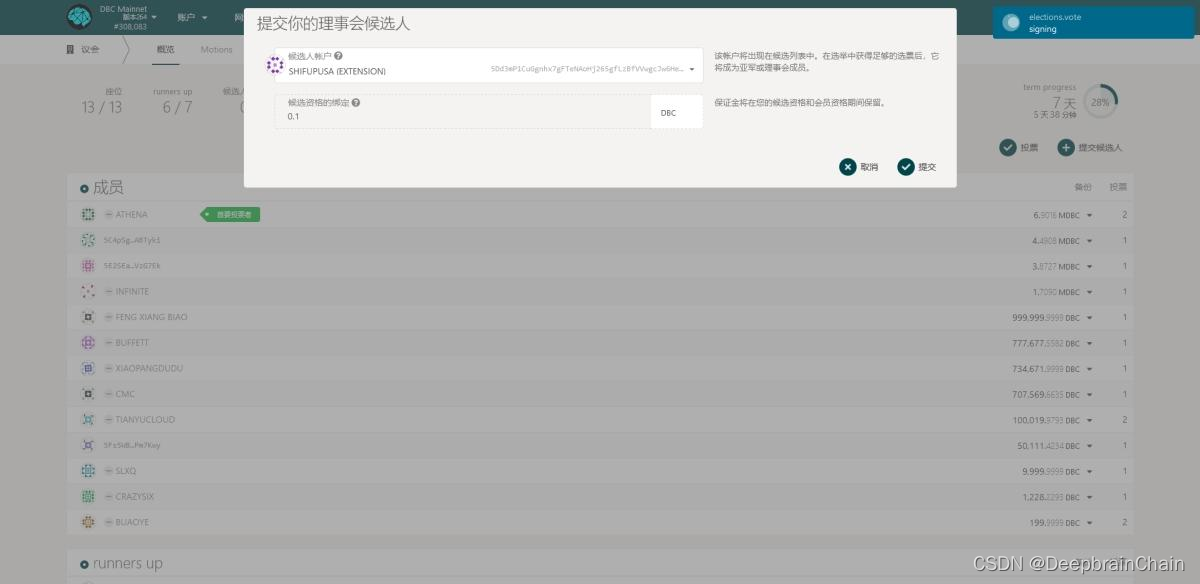 DBC Mainnet
版本264
#308,083
账户
网
议会
概览
Motions
座位
13 / 13
runners up
6 / 7
候选人
term progress
7 天
5 天 38 分钟
28%
投票
提交候选人
elections.vote
signing
提交你的理事会候选人
候选人帐户
SHIFUPUSA (EXTENSION)
该帐户将出现在候选列表中。在选举中获得足够的选票后，它
将成为亚军或理事会成员。
候选资格的绑定
0.1
DBC
保证金将在您的候选资格和会员资格期间保留。
取消
提交
成员
备份
投票
ATHENA
首要投票者
6.9016 MDBC
2
4.4908 MDBC
1
3.8727 MDBC
1
INFINITE
1.7090 MDBC
1
FENG XIANG BIAO
999,999.9999 DBC
1
BUFFETT
777,677.5582 DBC
1
XIAOPANGDUDU
734,671.9999 DBC
1
CMC
707,569.6635 DBC
1
TIANYUCLOUD
100,019.9793 DBC
2
50,111.4234 DBC
1
SLXQ
9,999.9999 DBC
1
CRAZYSIX
1,228.2293 DBC
1
BUAOYE
199.9999 DBC
2
runners up
CSDN @DeepbrainChain